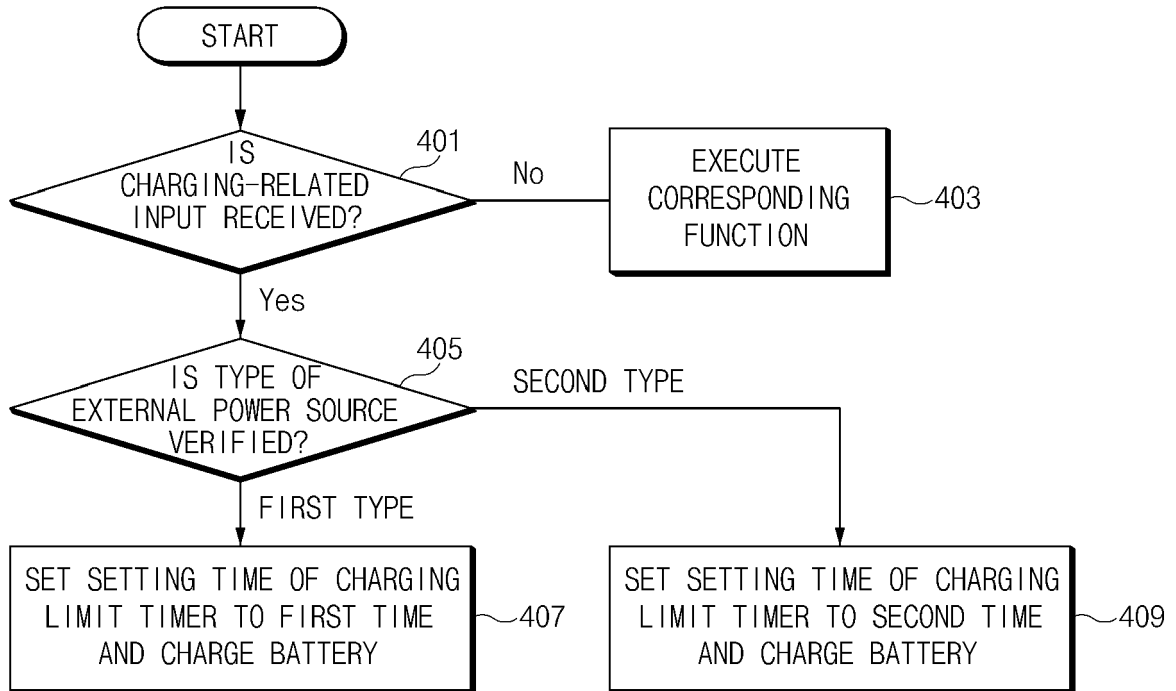 START
IS
CHARGING-RELATED
INPUT RECEIVED?
401
No
EXECUTE
CORRESPONDING
FUNCTION
403
Yes
IS TYPE OF
EXTERNAL POWER SOURCE
VERIFIED?
405
SECOND TYPE
FIRST TYPE
SET SETTING TIME OF CHARGING
LIMIT TIMER TO FIRST TIME
AND CHARGE BATTERY
407
SET SETTING TIME OF CHARGING
LIMIT TIMER TO SECOND TIME
AND CHARGE BATTERY
409